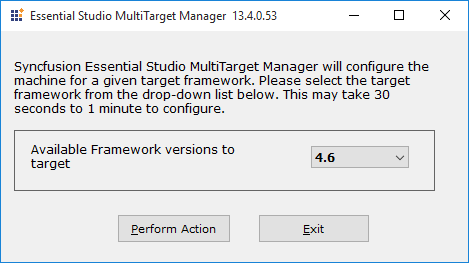 Essential Studio MultiTarget Manager 13.4.0.53
Syncfusion Essential Studio MultiTarget Manager will configure the
machine for a given target framework. Please select the target
framework from the drop-down list below. This may take 30
seconds to 1 minute to configure.
Available Framework versions to
target
4.6
Perform Action
Exit